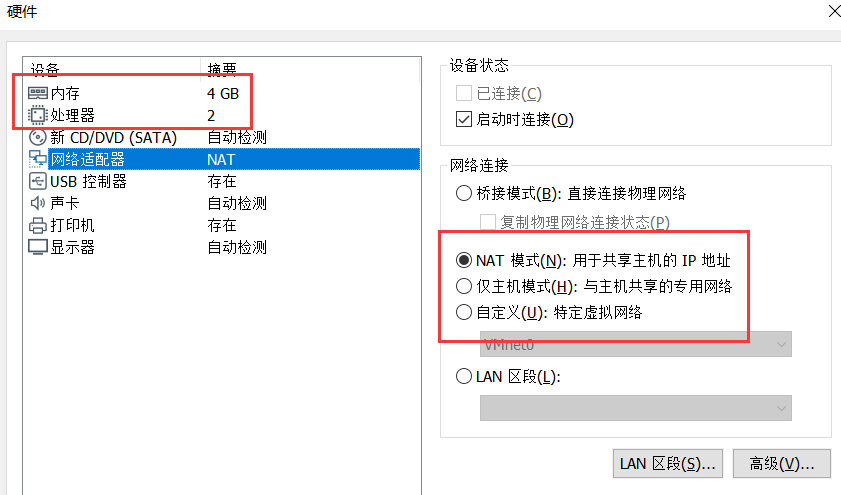 硬件
设备 摘要
内存 4 GB
处理器 2
新 CD/DVD (SATA) 自动检测
网络适配器 NAT
USB 控制器 存在
声卡 自动检测
打印机 存在
显示器 自动检测
设备状态
已连接(C)
启动时连接(O)
网络连接
桥接模式(B): 直接连接物理网络
复制物理网络连接状态(P)
NAT 模式(N): 用于共享主机的 IP 地址
仅主机模式(H): 与主机共享的专用网络
自定义(U): 特定虚拟网络
VMnet0
LAN 区段(L):
LAN 区段(S)... 高级(V)...